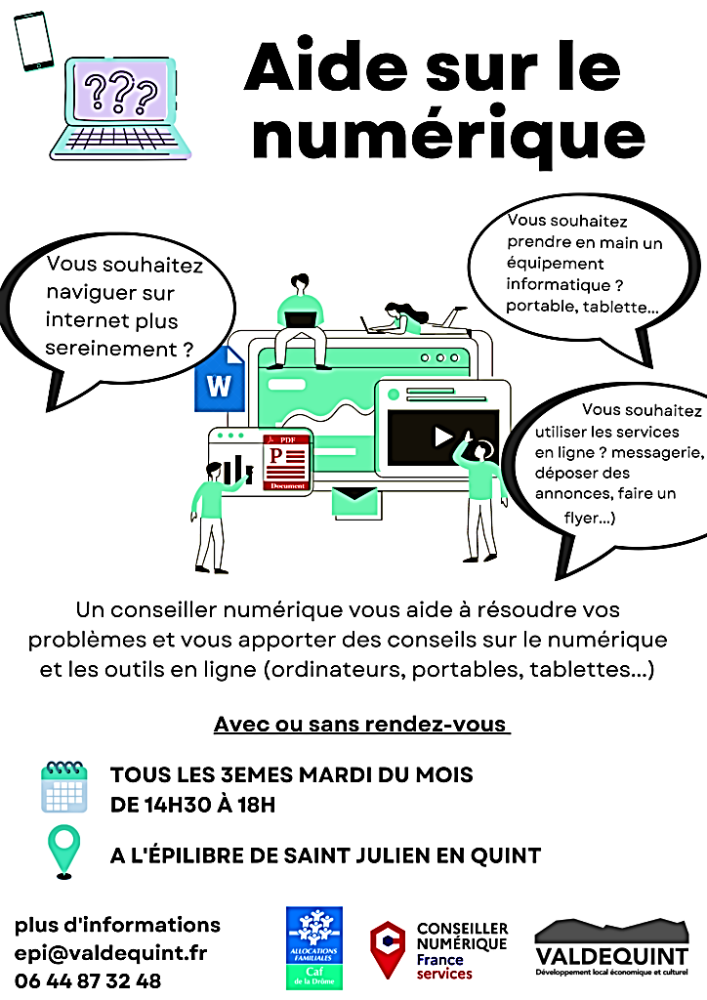 Aide sur le
numérique
???
Vous souhaitez
naviguer sur
internet plus
sereinement ?
Vous souhaitez
prendre en main un
équipement
informatique ?
portable, tablette...
W
PDF
P
Document
Vous souhaitez
utiliser les services
en ligne ? messagerie,
déposer des
annonces, faire un
flyer...)
Un conseiller numérique vous aide à résoudre vos
problèmes et vous apporter des conseils sur le numérique
et les outils en ligne (ordinateurs, portables, tablettes...)
Avec ou sans rendez-vous
TOUS LES 3EMES MARDI DU MOIS
DE 14H30 À 18H
A L'ÉPILIBRE DE SAINT JULIEN EN QUINT
plus d'informations
epi@valdequint.fr
06 44 87 32 48
ALLOCATIONS
FAMILIALES
Caf
de la Drôme
CONSEILLER
NUMÉRIQUE
France
services
VALDEQUINT
Développement local économique et culturel